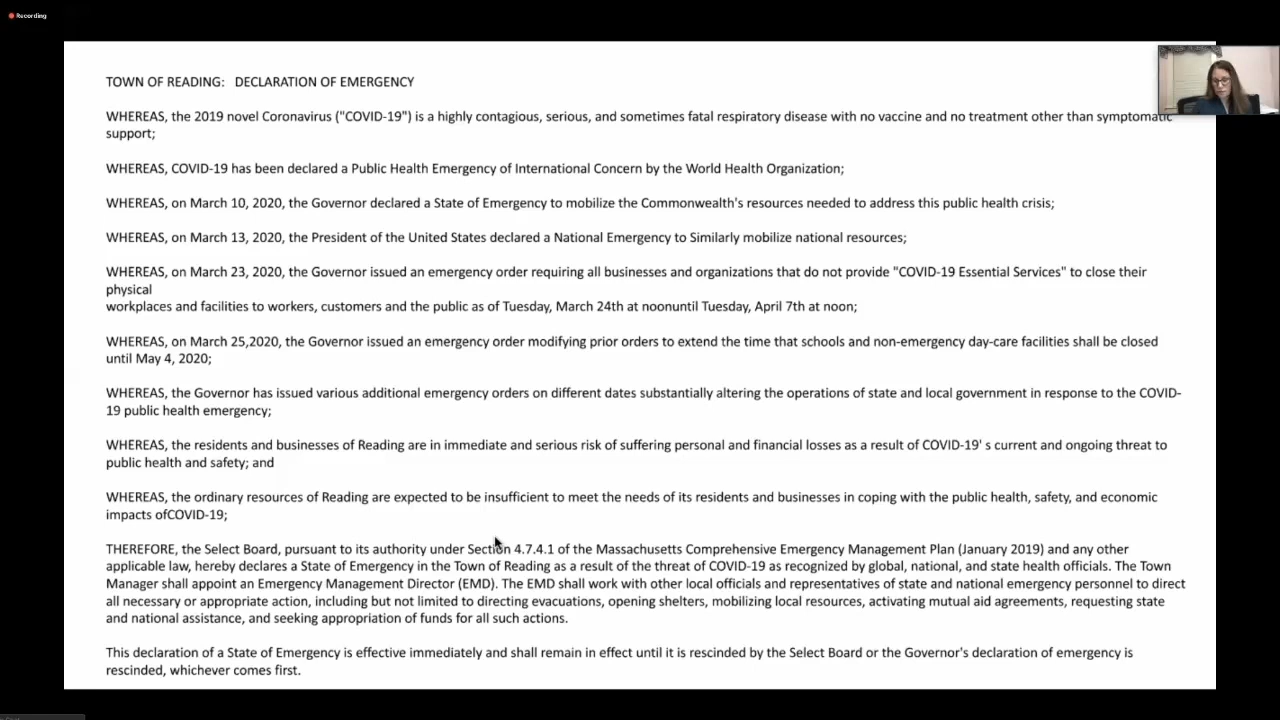 Recording
TOWN OF READING: DECLARATION OF EMERGENCY
WHEREAS, the 2019 novel Coronavirus ("COVID-19") is a highly contagious, serious, and sometimes fatal respiratory disease with no vaccine and no treatment other than symptomatic
support;
WHEREAS, COVID-19 has been declared a Public Health Emergency of International Concern by the World Health Organization;
WHEREAS, on March 10, 2020, the Governor declared a State of Emergency to mobilize the Commonwealth's resources needed to address this public health crisis;
WHEREAS, on March 13, 2020, the President of the United States declared a National Emergency to Similarly mobilize national resources;
WHEREAS, on March 23, 2020, the Governor issued an emergency order requiring all businesses and organizations that do not provide "COVID-19 Essential Services" to close their
physical
workplaces and facilities to workers, customers and the public as of Tuesday, March 24th at noonuntil Tuesday, April 7th at noon;
WHEREAS, on March 25,2020, the Governor issued an emergency order modifying prior orders to extend the time that schools and non-emergency day-care facilities shall be closed
until May 4, 2020;
WHEREAS, the Governor has issued various additional emergency orders on different dates substantially altering the operations of state and local government in response to the COVID-
19 public health emergency;
WHEREAS, the residents and businesses of Reading are in immediate and serious risk of suffering personal and financial losses as a result of COVID-19' s current and ongoing threat to
public health and safety; and
WHEREAS, the ordinary resources of Reading are expected to be insufficient to meet the needs of its residents and businesses in coping with the public health, safety, and economic
impacts ofCOVID-19;
THEREFORE, the Select Board, pursuant to its authority under Section 4.7.4.1 of the Massachusetts Comprehensive Emergency Management Plan (January 2019) and any other
applicable law, hereby declares a State of Emergency in the Town of Reading as a result of the threat of COVID-19 as recognized by global, national, and state health officials. The Town
Manager shall appoint an Emergency Management Director (EMD). The EMD shall work with other local officials and representatives of state and national emergency personnel to direct
all necessary or appropriate action, including but not limited to directing evacuations, opening shelters, mobilizing local resources, activating mutual aid agreements, requesting state
and national assistance, and seeking appropriation of funds for all such actions.
This declaration of a State of Emergency is effective immediately and shall remain in effect until it is rescinded by the Select Board or the Governor's declaration of emergency is
rescinded, whichever comes first.